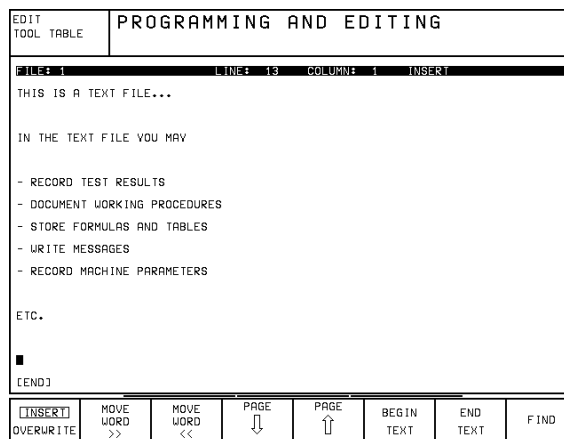 EDIT
TOOL TABLE
PROGRAMMING AND EDITING
FILE: 1 LINE: 13 COLUMN: 1 INSERT
THIS IS A TEXT FILE...
IN THE TEXT FILE YOU MAY
- RECORD TEST RESULTS
- DOCUMENT WORKING PROCEDURES
- STORE FORMULAS AND TABLES
- WRITE MESSAGES
- RECORD MACHINE PARAMETERS
ETC.
[END]
INSERT
OVERWRITE
MOVE
WORD
>>
MOVE
WORD
<<
PAGE
⇩
PAGE
⇧
BEGIN
TEXT
END
TEXT
FIND